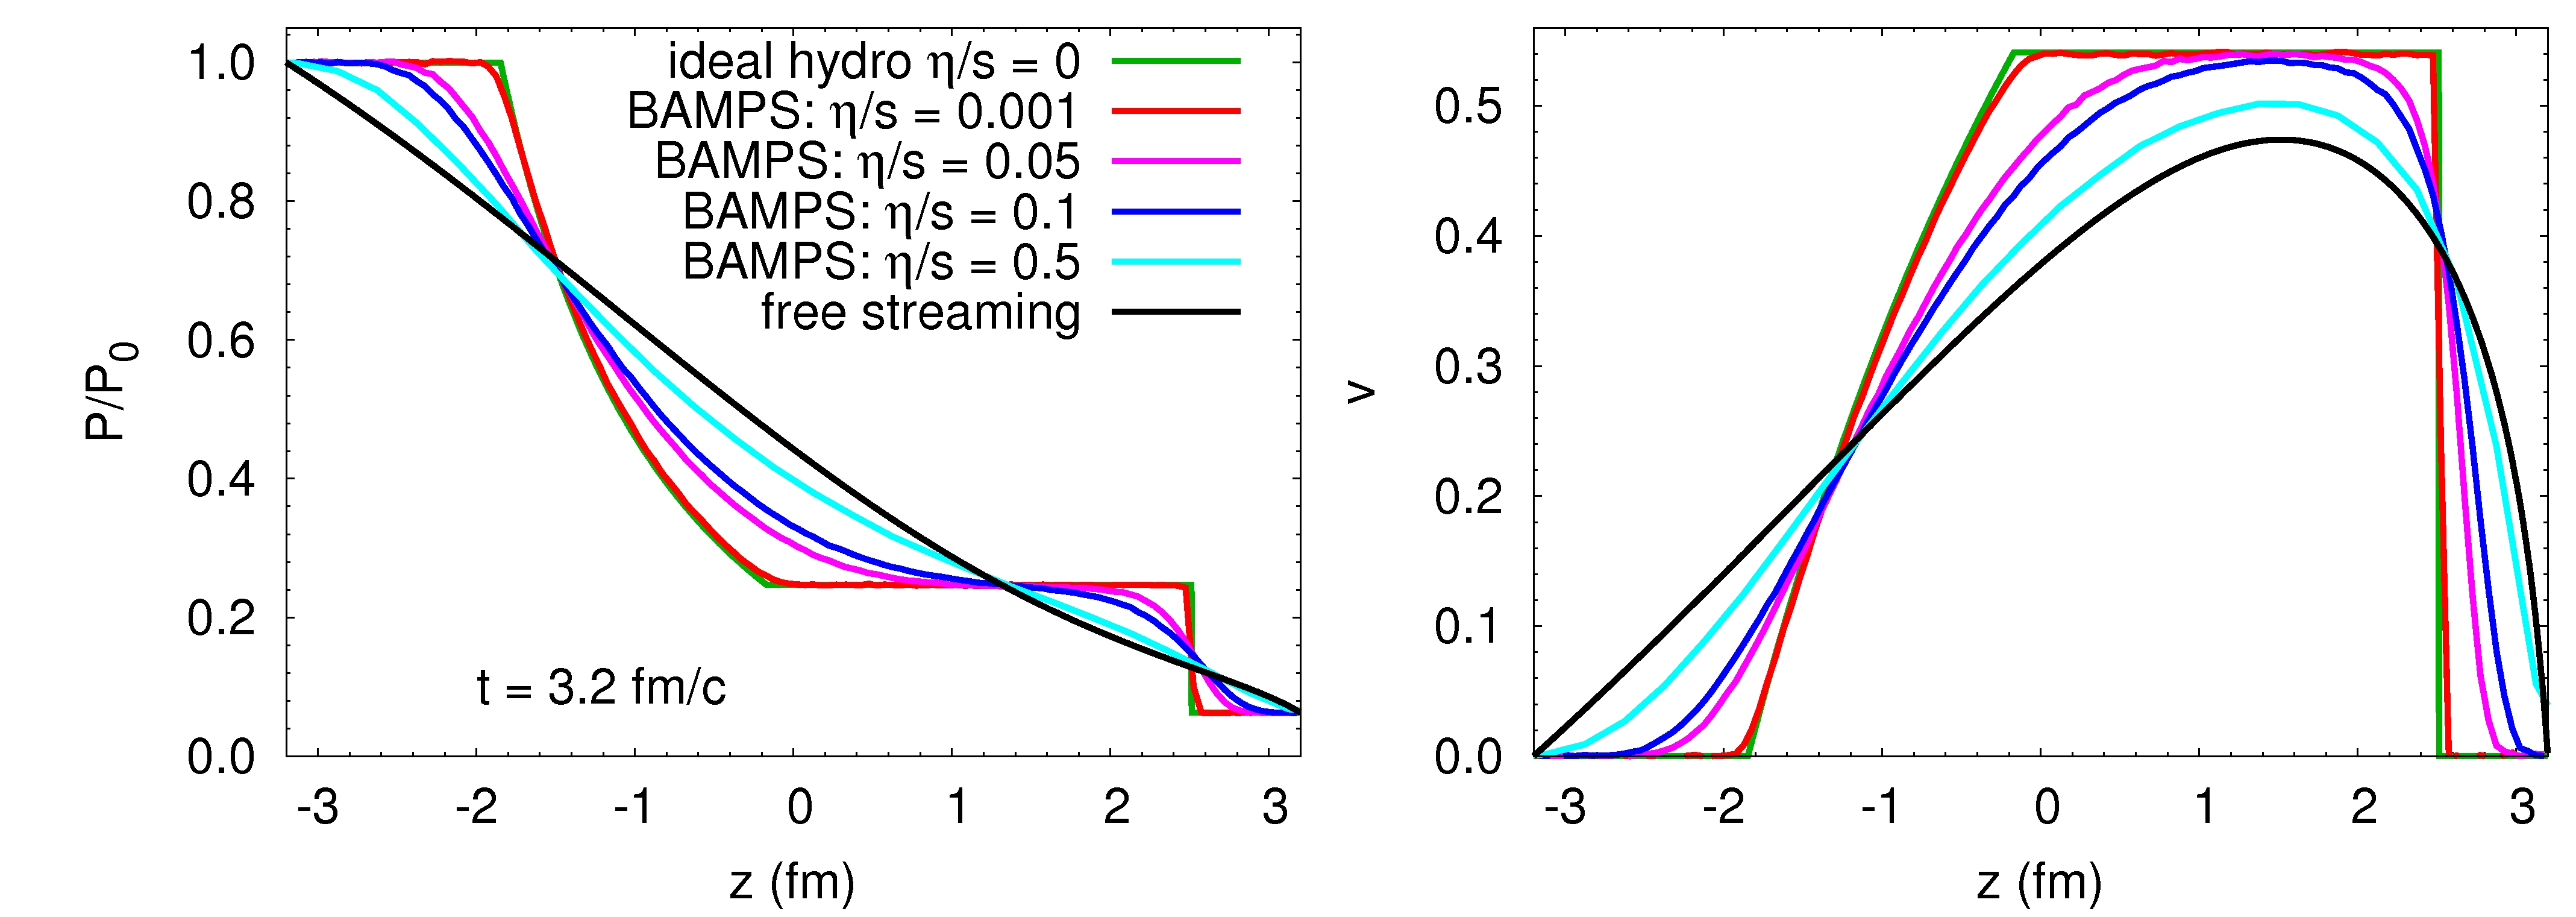 ideal hydro η/s = 0
BAMPS: η/s = 0.001
BAMPS: η/s = 0.05
BAMPS: η/s = 0.1
BAMPS: η/s = 0.5
free streaming
t = 3.2 fm/c
P/P0
1.0
0.8
0.6
0.4
0.2
0.0
-3 -2 -1 0 1 2 3
z (fm)
v
0.5
0.4
0.3
0.2
0.1
0.0
-3 -2 -1 0 1 2 3
z (fm)